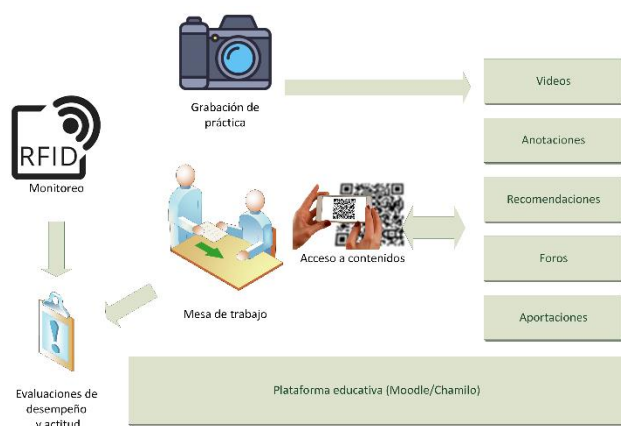 Grabación de
práctica
Videos
Anotaciones
RFID
Monitoreo
Recomendaciones
Acceso a contenidos
Foros
Mesa de trabajo
Aportaciones
Evaluaciones de
desempeño
y actitud
Plataforma educativa (Moodle/Chamilo)